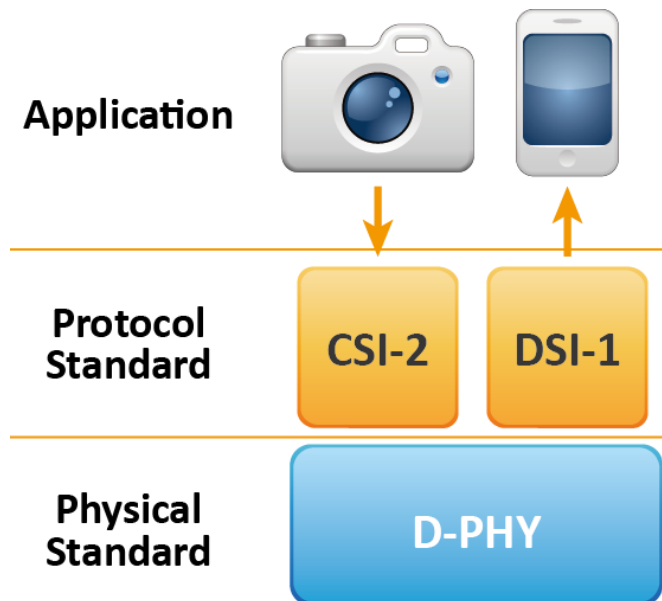 Application
Protocol
Standard
CSI-2
DSI-1
Physical
Standard
D-PHY